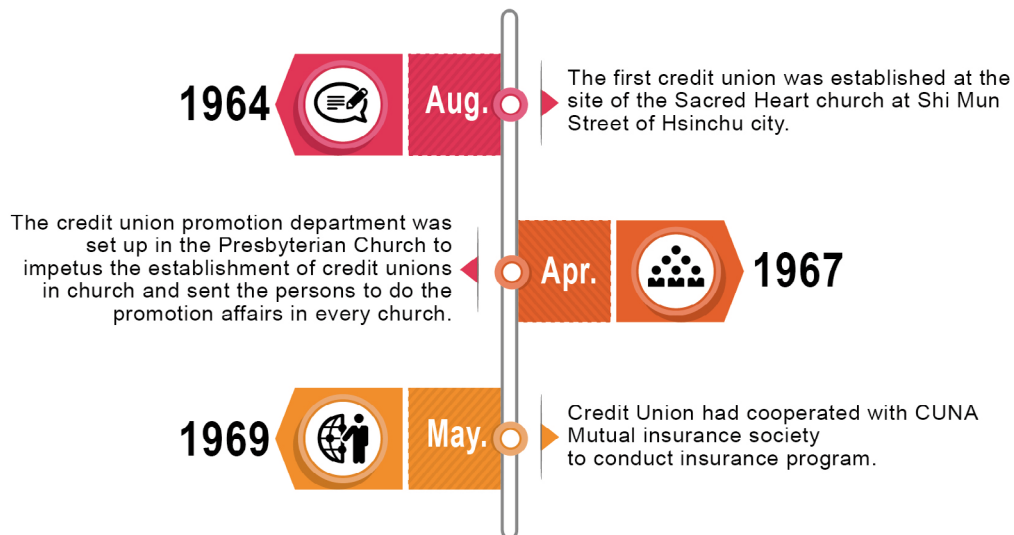 1964
Aug.
The first credit union was established at the
site of the Sacred Heart church at Shi Mun
Street of Hsinchu city.
The credit union promotion department was
set up in the Presbyterian Church to
impetus the establishment of credit unions
in church and sent the persons to do the
promotion affairs in every church.
Apr.
1967
1969
May.
Credit Union had cooperated with CUNA
Mutual insurance society
to conduct insurance program.